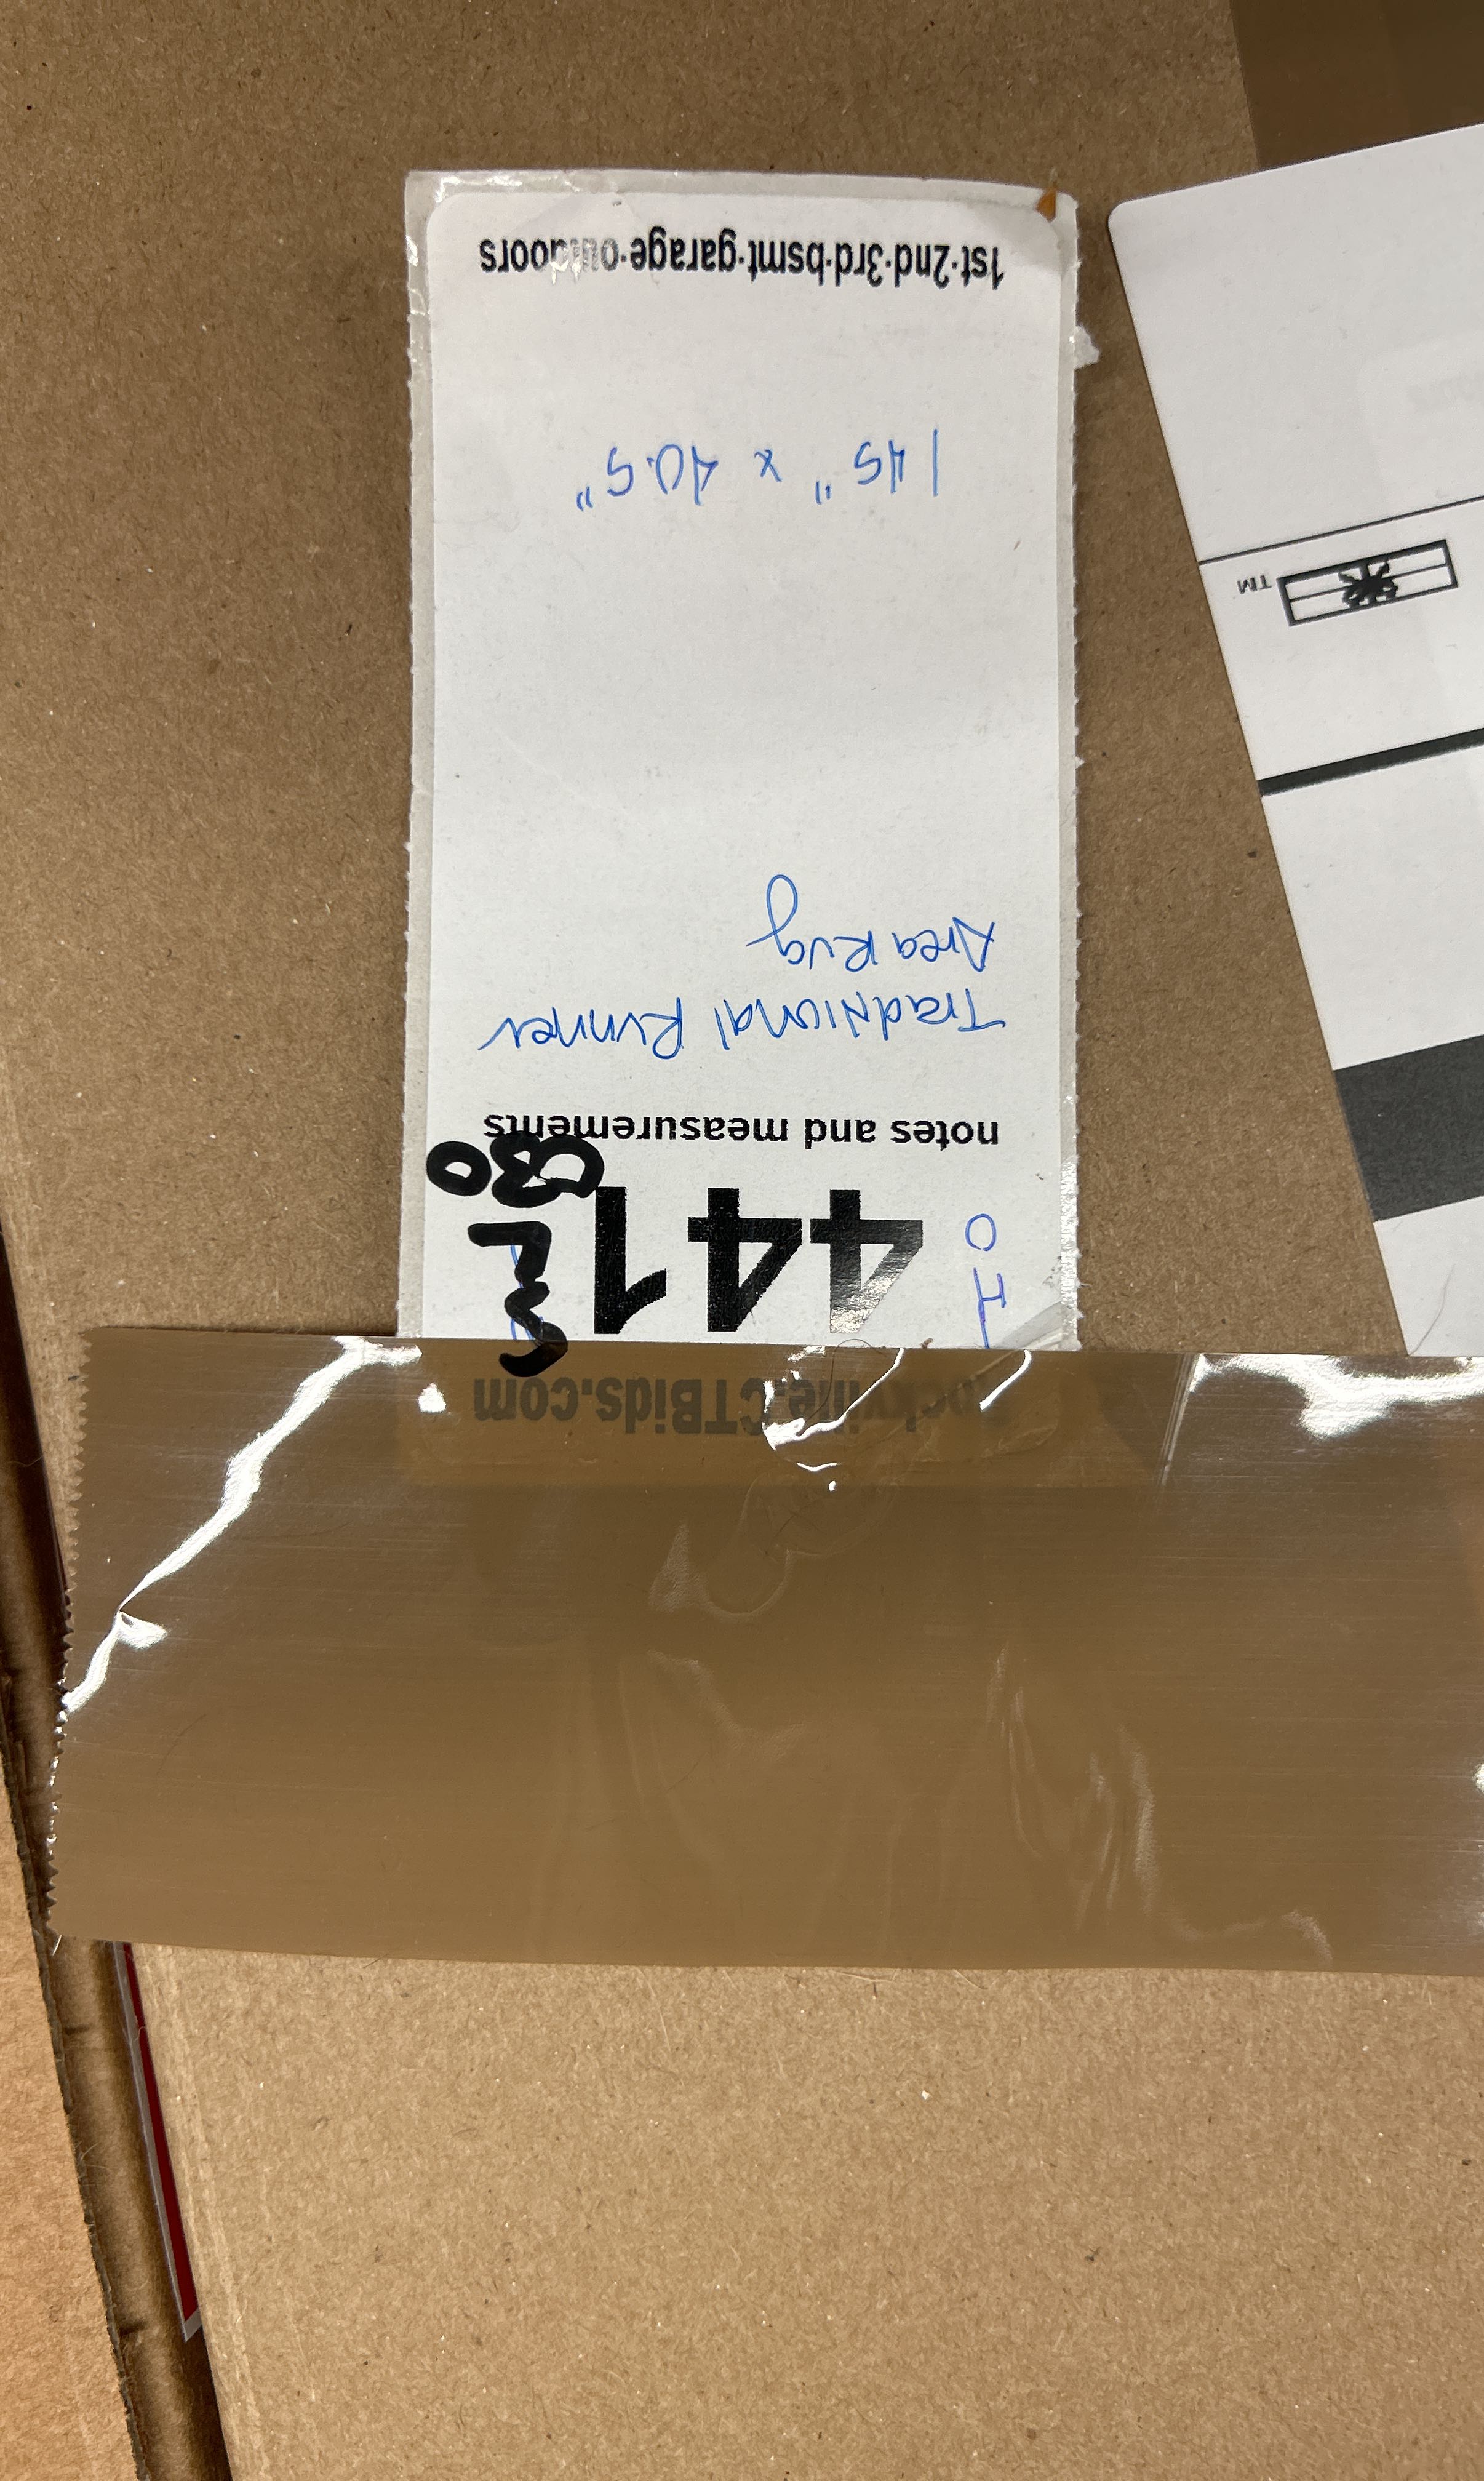 CTBids.com
441
notes and measurements
Traditional Runner
Area Rug
145" x 40.5"
1st·2nd·3rd·bsmt·garage·outdoors
TM